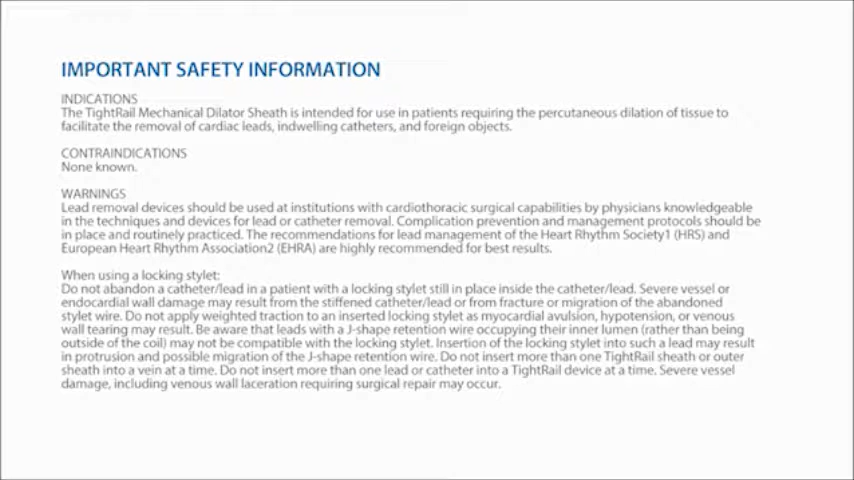 IMPORTANT SAFETY INFORMATION
INDICATIONS
The TightRail Mechanical Dilator Sheath is intended for use in patients requiring the percutaneous dilation of tissue to
facilitate the removal of cardiac leads, indwelling catheters, and foreign objects.
CONTRAINDICATIONS
None known.
WARNINGS
Lead removal devices should be used at institutions with cardiothoracic surgical capabilities by physicians knowledgeable
in the techniques and devices for lead or catheter removal. Complication prevention and management protocols should be
in place and routinely practiced. The recommendations for lead management of the Heart Rhythm Society1 (HRS) and
European Heart Rhythm Association2 (EHRA) are highly recommended for best results.
When using a locking stylet:
Do not abandon a catheter/lead in a patient with a locking stylet still in place inside the catheter/lead. Severe vessel or
endocardial wall damage may result from the stiffened catheter/lead or from fracture or migration of the abandoned
stylet wire. Do not apply weighted traction to an inserted locking stylet as myocardial avulsion, hypotension, or venous
wall tearing may result. Be aware that leads with a J-shape retention wire occupying their inner lumen (rather than being
outside of the coil) may not be compatible with the locking stylet. Insertion of the locking stylet into such a lead may result
in protrusion and possible migration of the J-shape retention wire. Do not insert more than one TightRail sheath or outer
sheath into a vein at a time. Do not insert more than one lead or catheter into a TightRail device at a time. Severe vessel
damage, including venous wall laceration requiring surgical repair may occur.